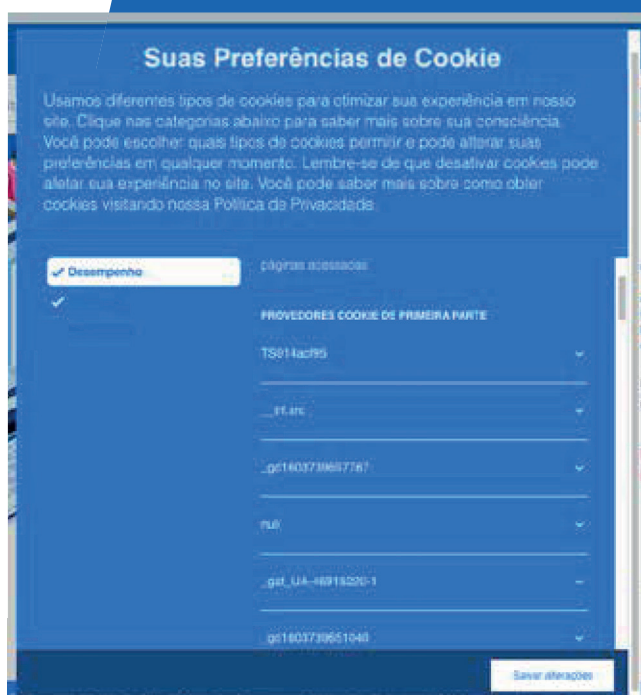 Suas Preferências de Cookie
Usamos diferentes tipos de cookies para otimizar sua experiência em nosso
site. Clique nas categorias abaixo para saber mais sobre sua consciência.
Você pode escolher quais tipos de cookies permitir e pode alterar suas
preferências em qualquer momento. Lembre-se de que desativar cookies pode
afetar sua experiência no site. Você pode saber mais sobre como obter
cookies visitando nossa Política de Privacidade.
Desempenho
páginas acessadas
PROVEDORES COOKIE DE PRIMEIRA PARTE
TS014acf95
_gd1603739657767
null
_gd1603739651040
Salvar alterações